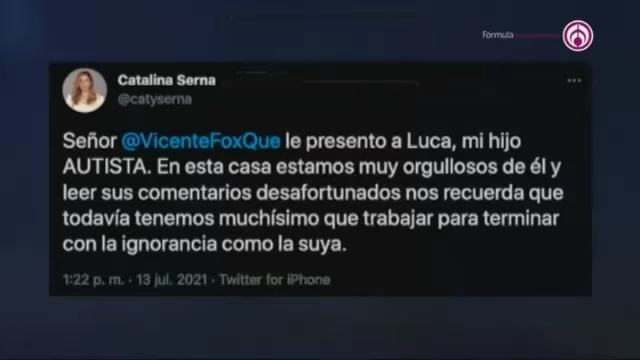 Fórmula
Catalina Serna
@catyserna
Señor @VicenteFoxQue le presento a Luca, mi hijo
AUTISTA. En esta casa estamos muy orgullosos de él y
leer sus comentarios desafortunados nos recuerda que
todavía tenemos muchísimo que trabajar para terminar
con la ignorancia como la suya.
1:22 p. m. · 13 jul. 2021 · Twitter for iPhone